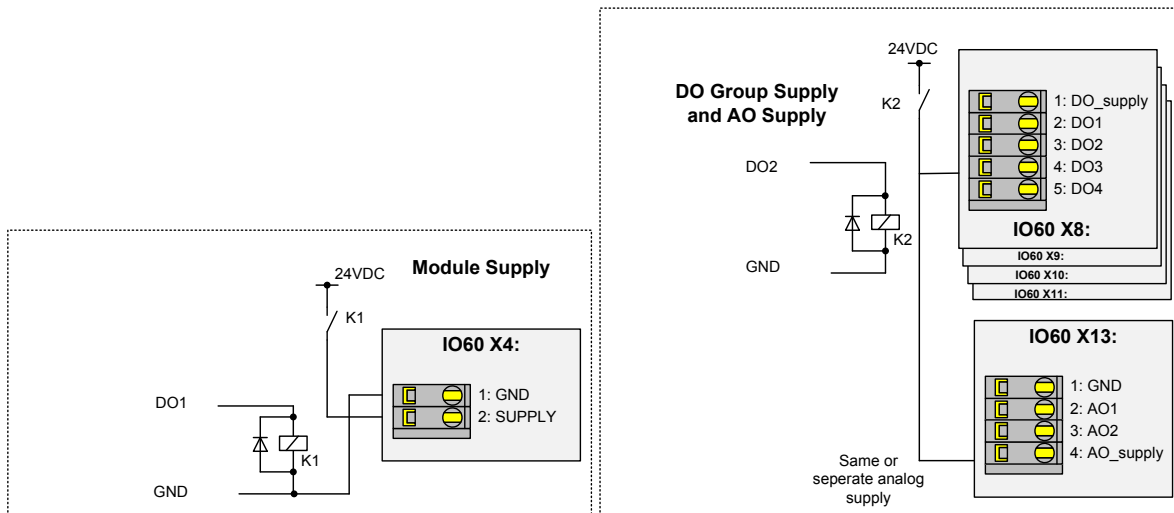 Module Supply
24VDC
K1
IO60 X4:
1: GND
2: SUPPLY
DO1
K1
GND
DO Group Supply
and AO Supply
24VDC
K2
1: DO_supply
2: DO1
3: DO2
4: DO3
5: DO4
IO60 X8:
IO60 X9:
IO60 X10:
IO60 X11:
DO2
K2
GND
IO60 X13:
1: GND
2: AO1
3: AO2
4: AO_supply
Same or
seperate analog
supply